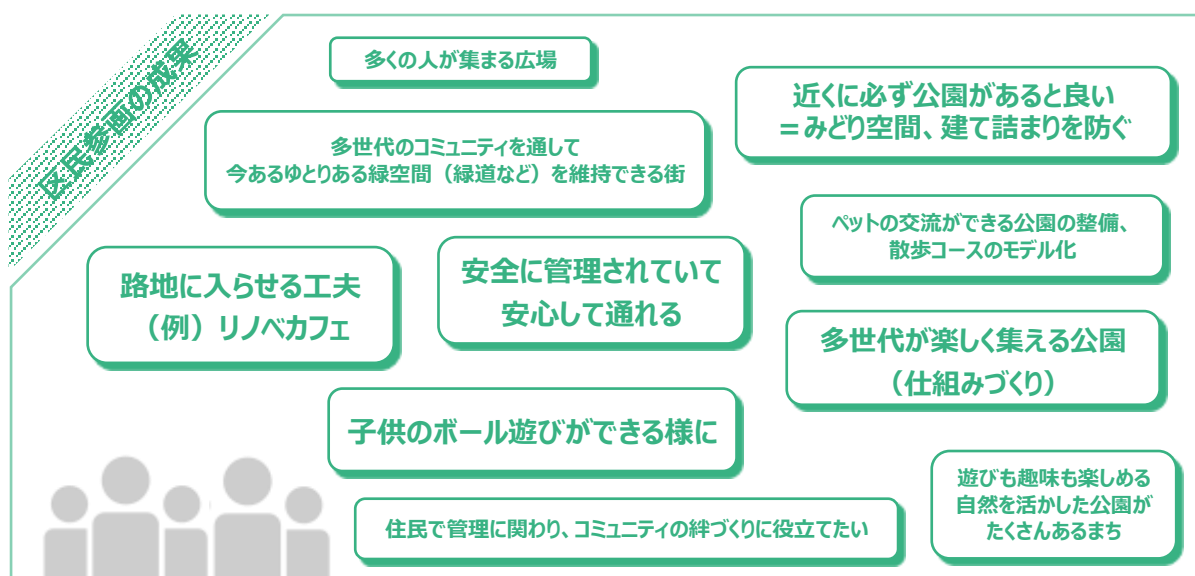 区民参画の成果
多くの人が集まる広場
近くに必ず公園があると良い
＝みどり空間、建て詰まりを防ぐ
多世代のコミュニティを通して
今あるゆとりある緑空間（緑道など）を維持できる街
ペットの交流ができる公園の整備、
散歩コースのモデル化
路地に入らせる工夫
（例）リノベカフェ
安全に管理されていて
安心して通れる
多世代が楽しく集える公園
（仕組みづくり）
子供のボール遊びができる様に
遊びも趣味も楽しめる
自然を活かした公園が
たくさんあるまち
住民で管理に関わり、コミュニティの絆づくりに役立てたい